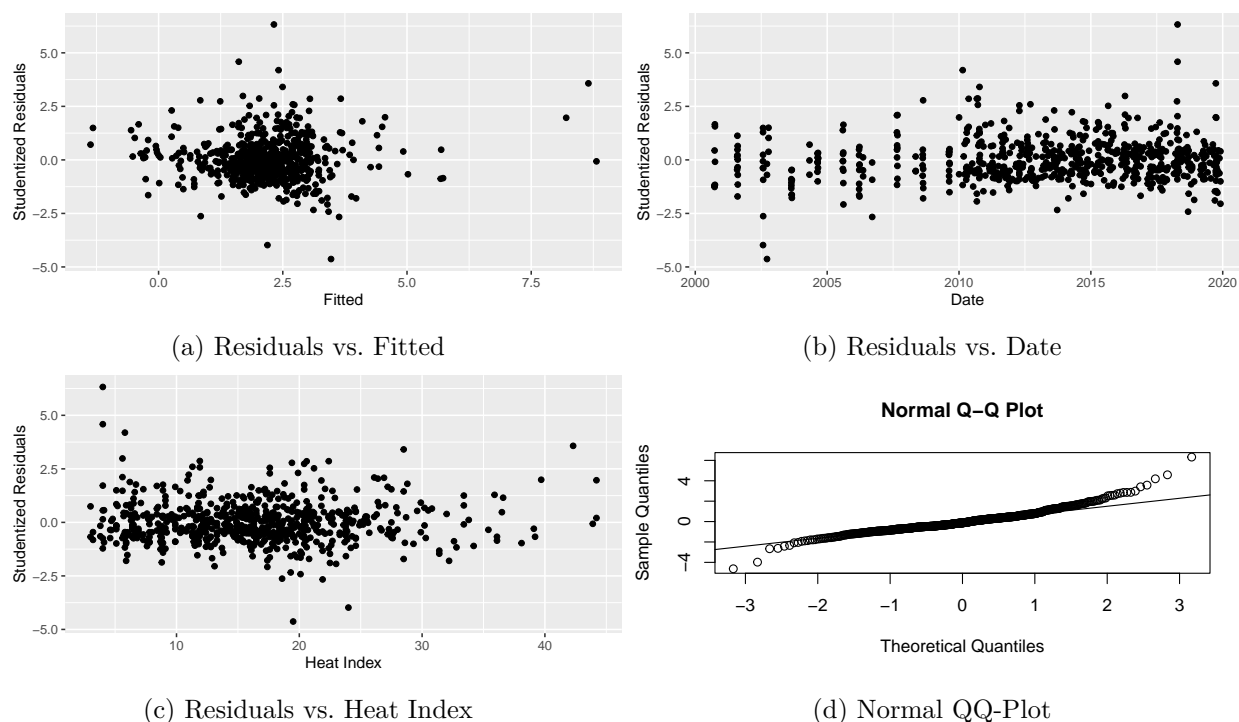 5.0
2.5
0.0
−2.5
−5.0
Studentized Residuals
0.0 2.5 5.0 7.5
Fitted
(a) Residuals vs. Fitted
5.0
2.5
0.0
−2.5
−5.0
Studentized Residuals
2000 2005 2010 2015 2020
Date
(b) Residuals vs. Date
5.0
2.5
0.0
−2.5
−5.0
Studentized Residuals
10 20 30 40
Heat Index
(c) Residuals vs. Heat Index
Normal Q−Q Plot
4
0
−4
Sample Quantiles
−3 −2 −1 0 1 2 3
Theoretical Quantiles
(d) Normal QQ-Plot